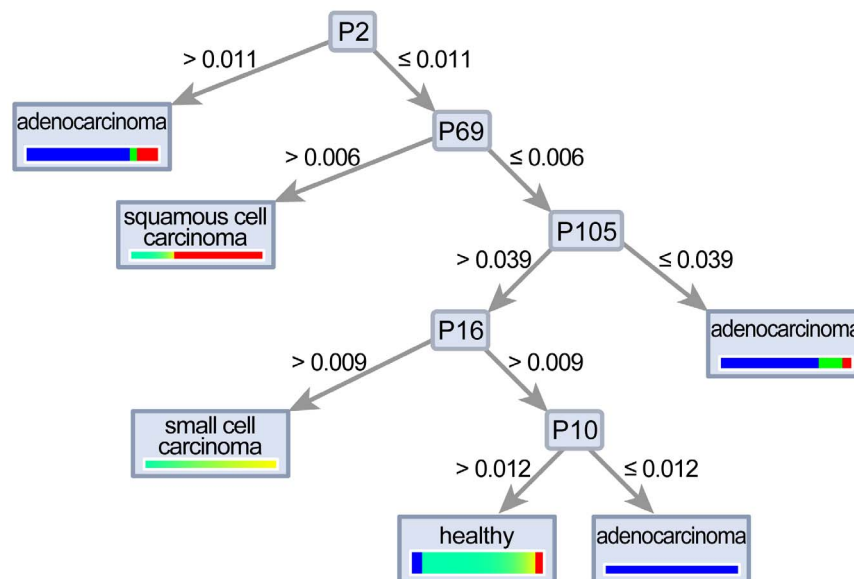 P2
> 0.011
≤ 0.011
adenocarcinoma
P69
> 0.006
≤ 0.006
squamous cell
carcinoma
P105
> 0.039
≤ 0.039
P16
adenocarcinoma
> 0.009
> 0.009
small cell
carcinoma
P10
> 0.012
≤ 0.012
healthy
adenocarcinoma